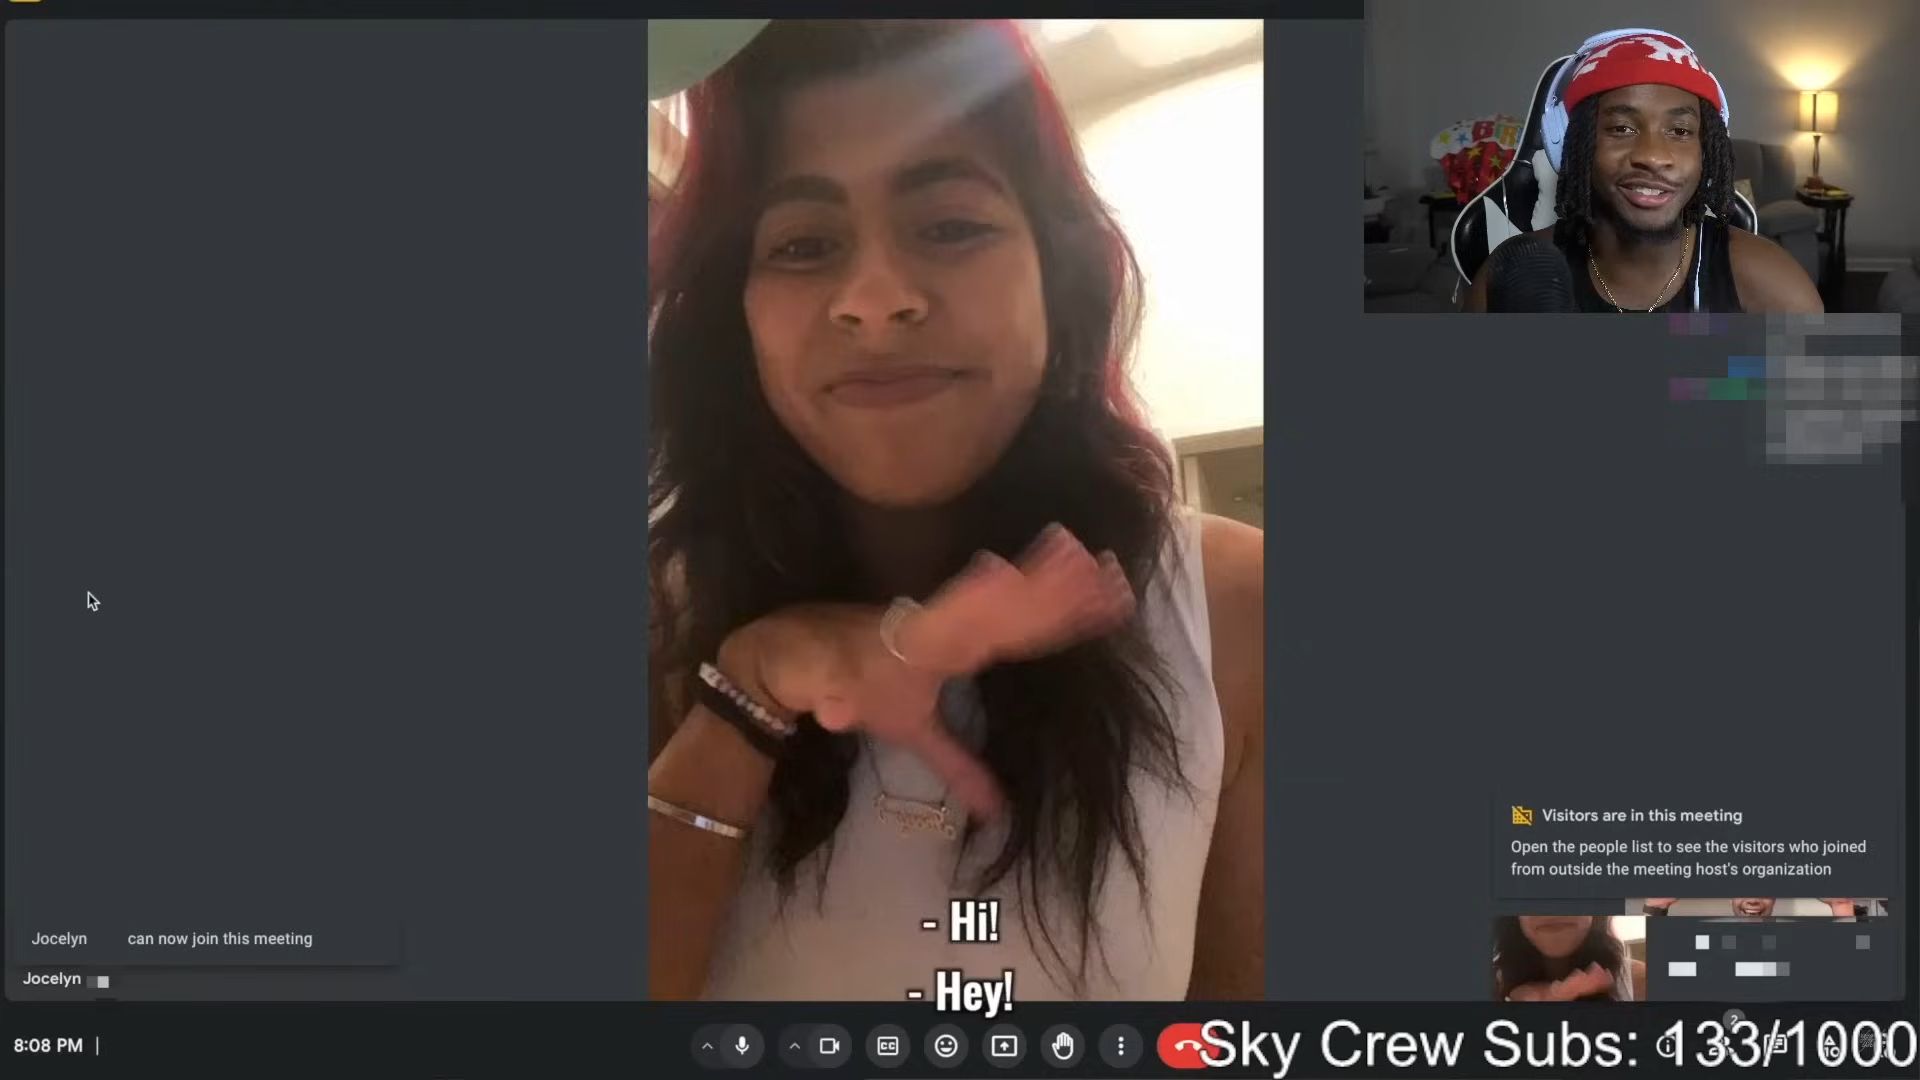 Visitors are in this meeting
Open the people list to see the visitors who joined
from outside the meeting host's organization
- Hi!
- Hey!
Jocelyn can now join this meeting
Jocelyn
8:08 PM |
CC
2
Sky Crew Subs: 133/1000